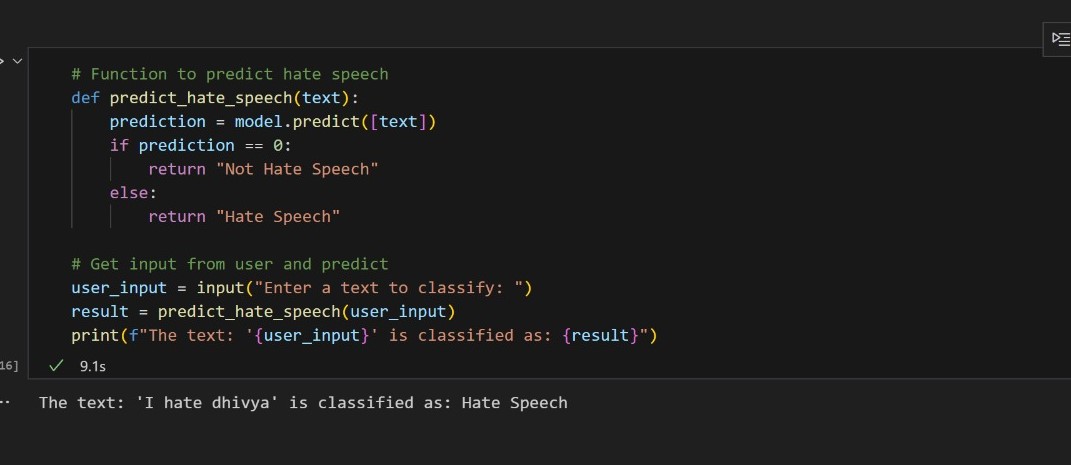 # Function to predict hate speech
def predict_hate_speech(text):
    prediction = model.predict([text])
    if prediction == 0:
        return "Not Hate Speech"
    else:
        return "Hate Speech"
# Get input from user and predict
user_input = input("Enter a text to classify: ")
result = predict_hate_speech(user_input)
print(f"The text: '{user_input}' is classified as: {result}")
16]
9.1s
The text: 'I hate dhivya' is classified as: Hate Speech